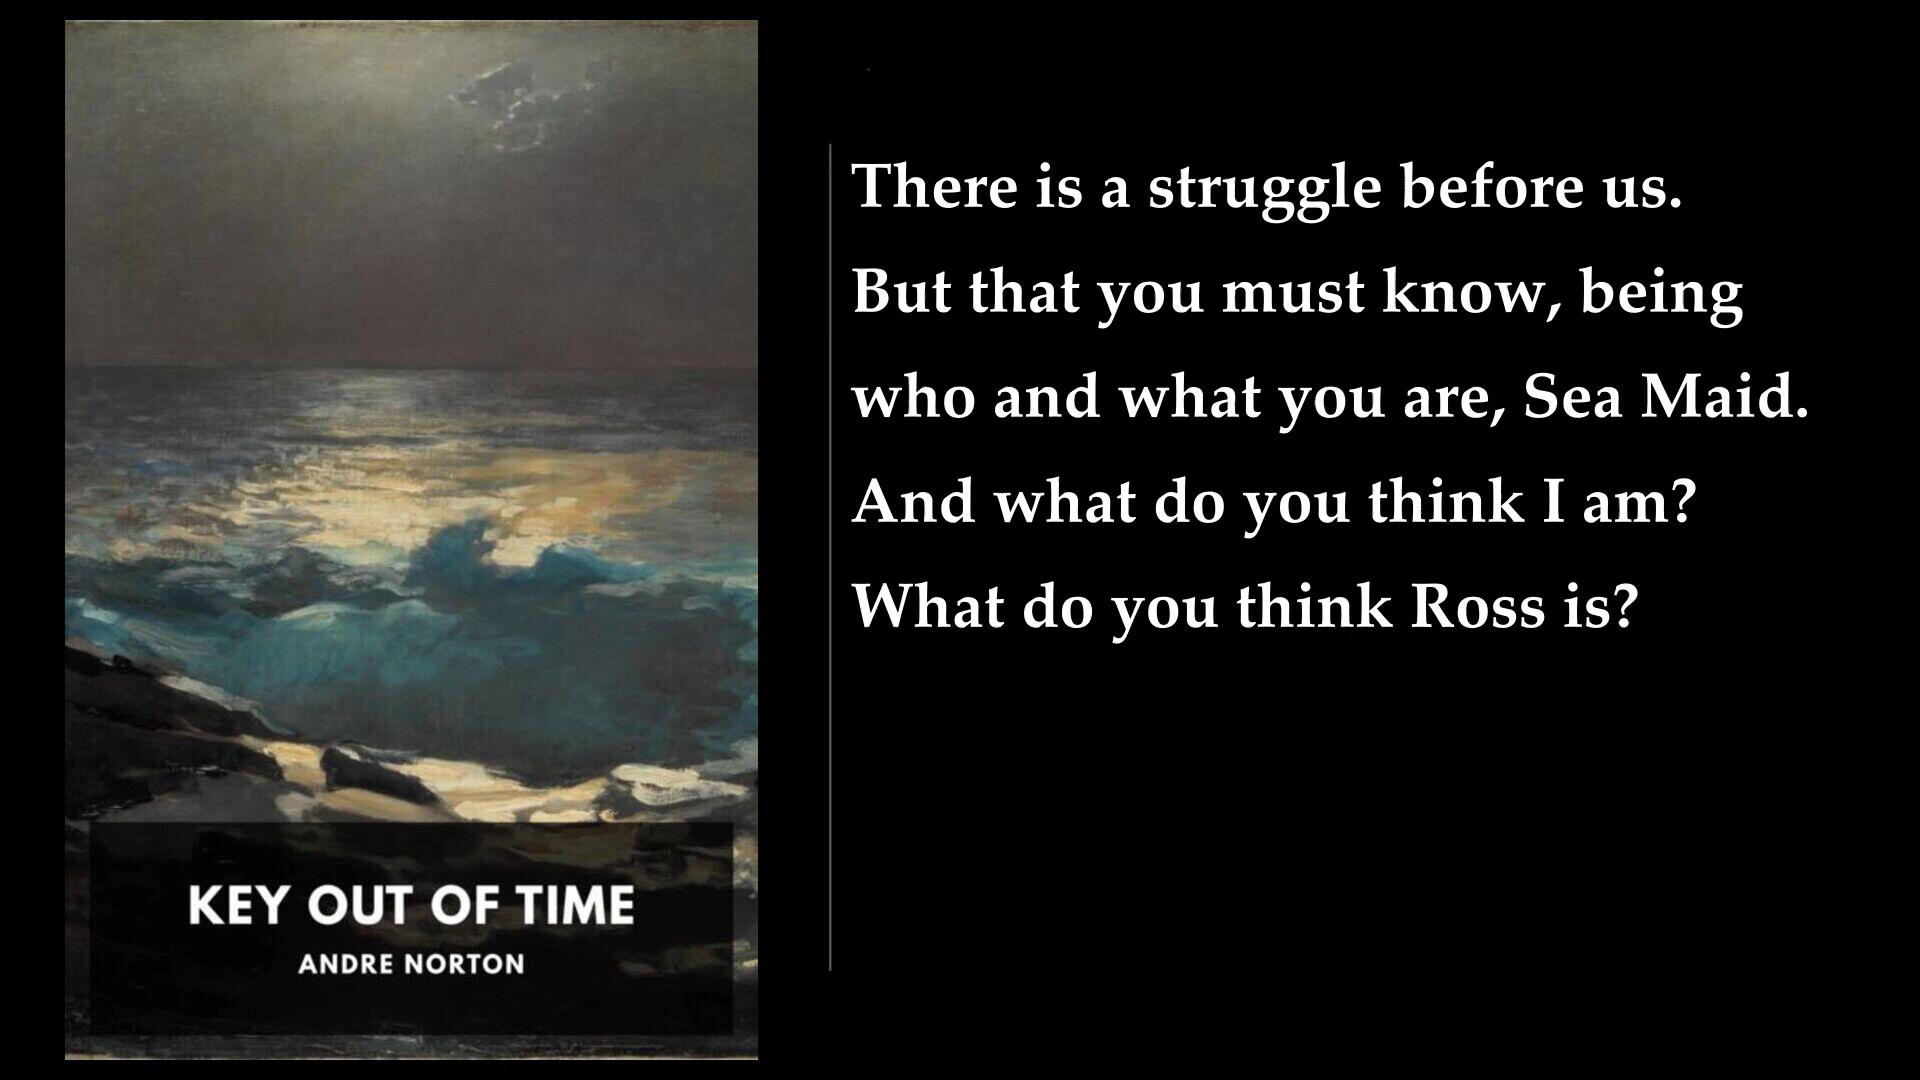 KEY OUT OF TIME
ANDRE NORTON
There is a struggle before us.
But that you must know, being
who and what you are, Sea Maid.
And what do you think I am?
What do you think Ross is?